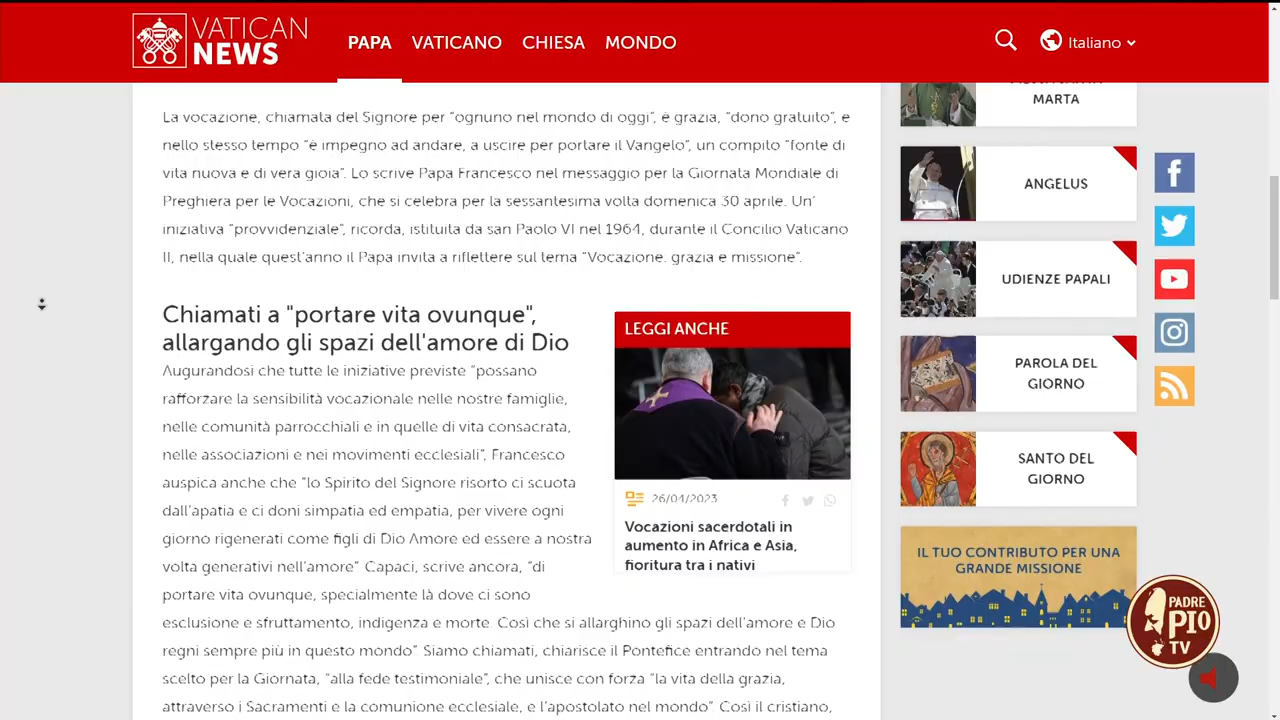 VATICAN
NEWS
PAPA
VATICANO
CHIESA
MONDO
Italiano
La vocazione, chiamata del Signore per “ognuno nel mondo di oggi”, è grazia, “dono gratuito”, e
nello stesso tempo “è impegno ad andare, a uscire per portare il Vangelo”, un compito “fonte di
vita nuova e di vera gioia”. Lo scrive Papa Francesco nel messaggio per la Giornata Mondiale di
Preghiera per le Vocazioni, che si celebra per la sessantesima volta domenica 30 aprile. Un’
iniziativa “provvidenziale”, ricorda, istituita da san Paolo VI nel 1964, durante il Concilio Vaticano
II, nella quale quest’anno il Papa invita a riflettere sul tema “Vocazione: grazia e missione”.
Chiamati a "portare vita ovunque",
allargando gli spazi dell'amore di Dio
Augurandosi che tutte le iniziative previste “possano
rafforzare la sensibilità vocazionale nelle nostre famiglie,
nelle comunità parrocchiali e in quelle di vita consacrata,
nelle associazioni e nei movimenti ecclesiali”, Francesco
auspica anche che “lo Spirito del Signore risorto ci scuota
dall’apatia e ci doni simpatia ed empatia, per vivere ogni
giorno rigenerati come figli di Dio Amore ed essere a nostra
volta generativi nell’amore” Capaci, scrive ancora, “di
portare vita ovunque, specialmente là dove ci sono
esclusione e sfruttamento, indigenza e morte. Così che si allarghino gli spazi dell’amore e Dio
regni sempre più in questo mondo” Siamo chiamati, chiarisce il Pontefice entrando nel tema
scelto per la Giornata, “alla fede testimoniale”, che unisce con forza “la vita della grazia,
attraverso i Sacramenti e la comunione ecclesiale, e l’apostolato nel mondo” Così il cristiano,
LEGGI ANCHE
26/04/2023
Vocazioni sacerdotali in
aumento in Africa e Asia,
fioritura tra i nativi
MARTA
ANGELUS
UDIENZE PAPALI
PAROLA DEL
GIORNO
SANTO DEL
GIORNO
IL TUO CONTRIBUTO PER UNA
GRANDE MISSIONE
PADRE
PIO
TV